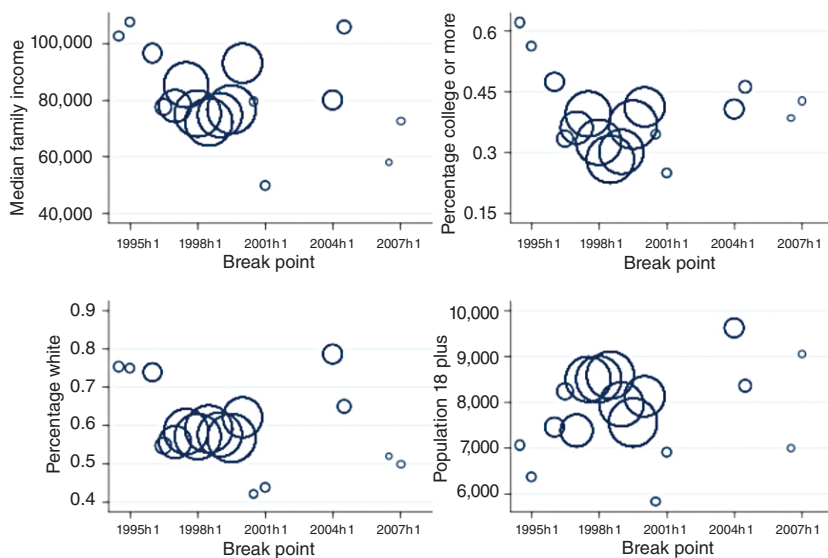 Median family income
100,000
80,000
60,000
40,000
1995h1 1998h1 2001h1 2004h1 2007h1
Break point
Percentage college or more
0.6
0.45
0.3
0.15
1995h1 1998h1 2001h1 2004h1 2007h1
Break point
Percentage white
0.9
0.8
0.7
0.6
0.5
0.4
1995h1 1998h1 2001h1 2004h1 2007h1
Break point
Population 18 plus
10,000
9,000
8,000
7,000
6,000
1995h1 1998h1 2001h1 2004h1 2007h1
Break point